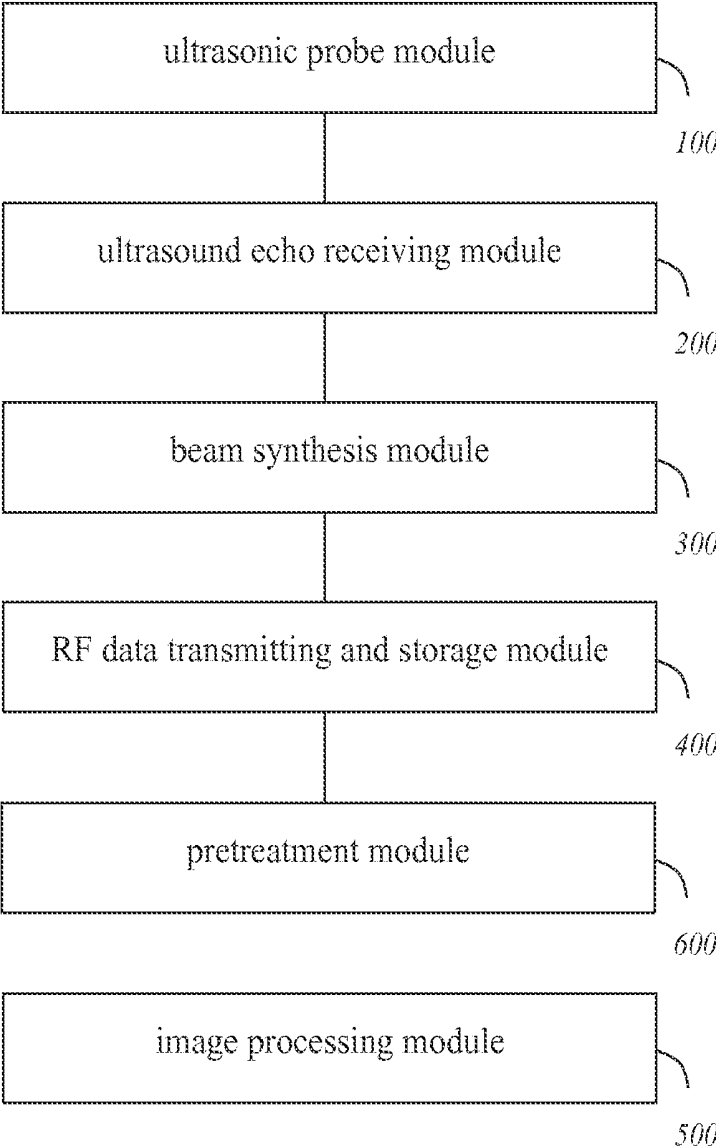 ultrasonic probe module
100
ultrasound echo receiving module
200
beam synthesis module
300
RF data transmitting and storage module
400
pretreatment module
600
image processing module
500